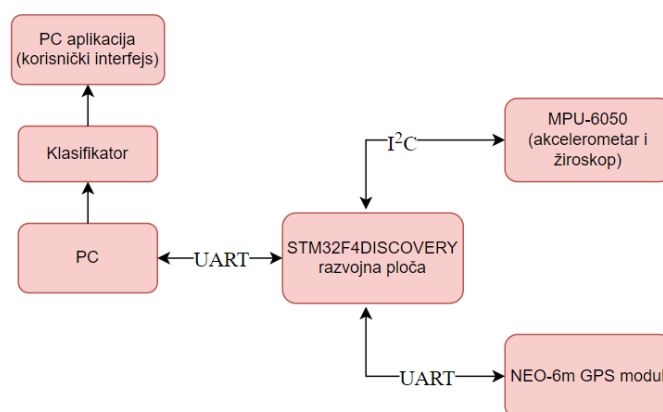 PC aplikacija
(korisnički interfejs)
Klasifikator
PC
UART
STM32F4DISCOVERY
razvojna ploča
I²C
MPU-6050
(akcelerometar i
žiroskop)
UART
NEO-6m GPS modul